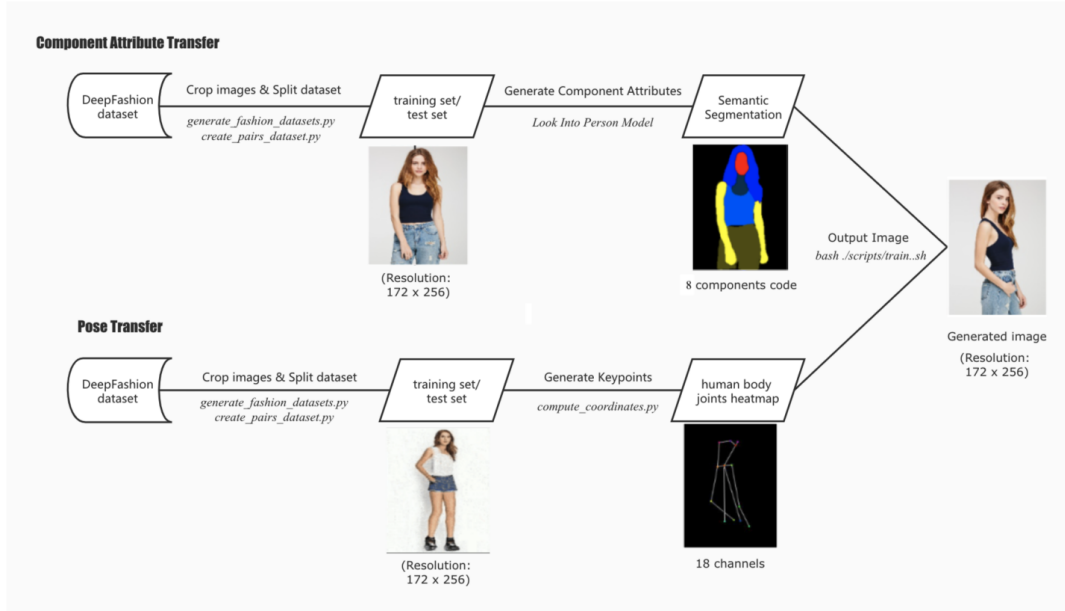 Component Attribute Transfer
DeepFashion
dataset
Crop images & Split dataset
generate_fashion_datasets.py
create_pairs_dataset.py
training set/
test set
Generate Component Attributes
Look Into Person Model
Semantic
Segmentation
(Resolution:
172 x 256)
8 components code
Output Image
bash ./scripts/train..sh
Generated image
(Resolution:
172 x 256)
Pose Transfer
DeepFashion
dataset
Crop images & Split dataset
generate_fashion_datasets.py
create_pairs_dataset.py
training set/
test set
Generate Keypoints
compute_coordinates.py
human body
joints heatmap
(Resolution:
172 x 256)
18 channels